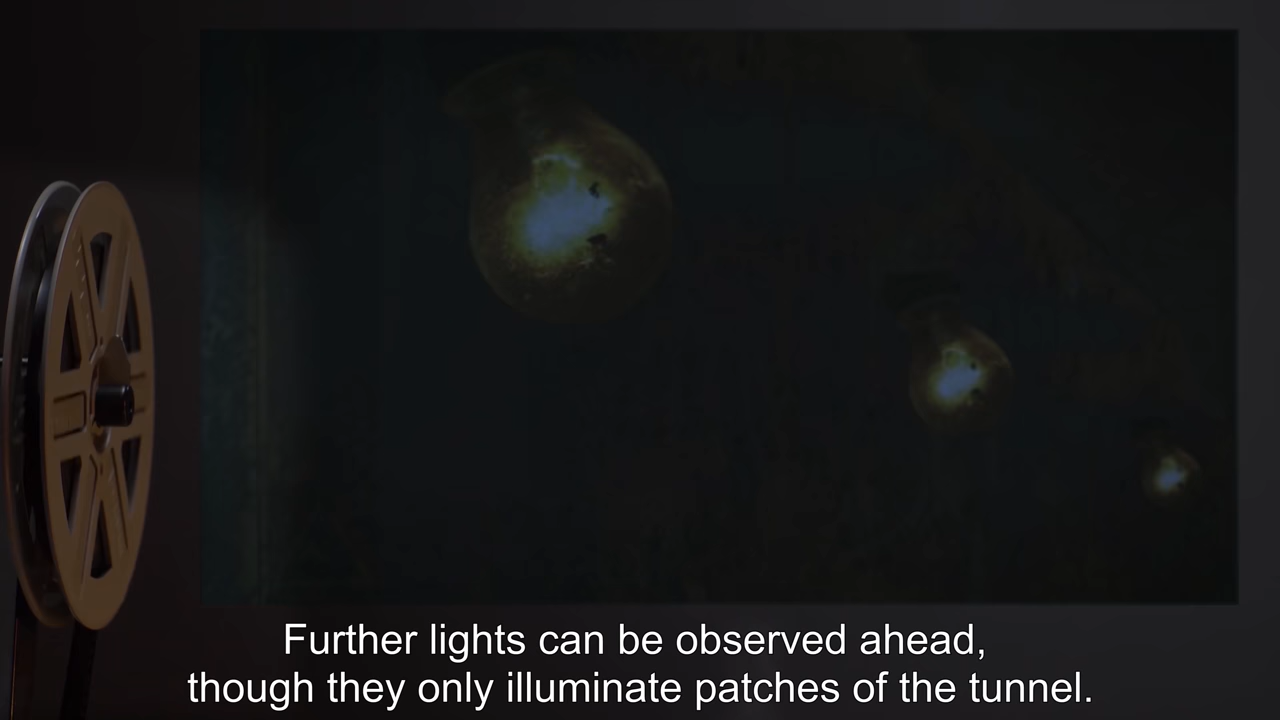 Further lights can be observed ahead,
though they only illuminate patches of the tunnel.